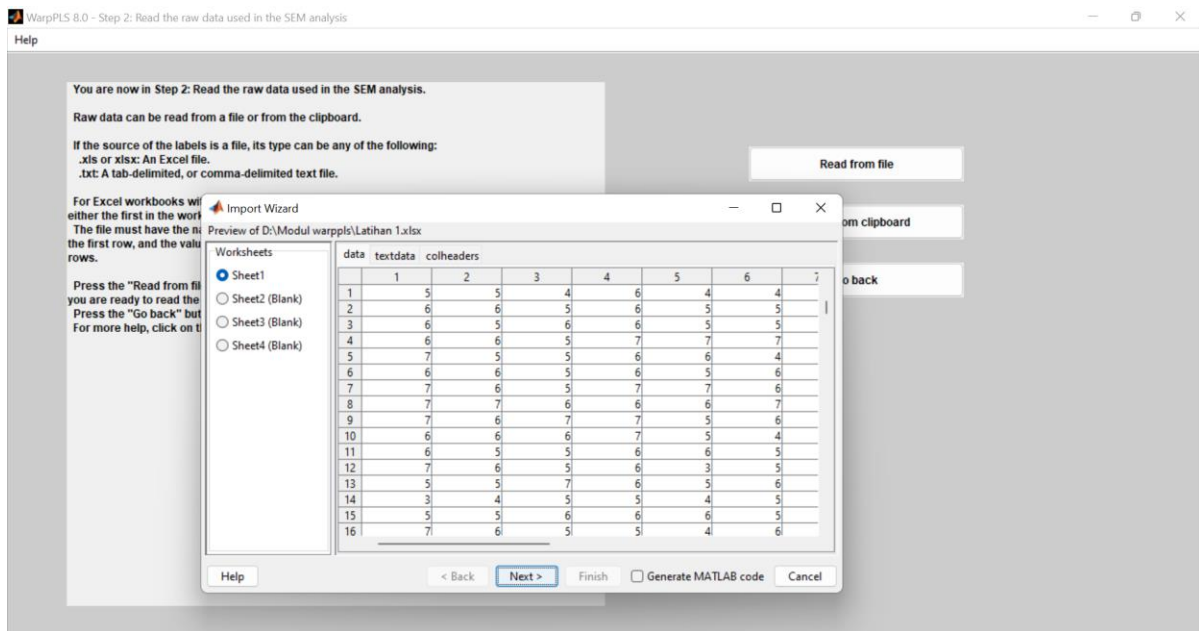 WarpPLS 8.0 - Step 2: Read the raw data used in the SEM analysis
Help
You are now in Step 2: Read the raw data used in the SEM analysis.
Raw data can be read from a file or from the clipboard.
If the source of the labels is a file, its type can be any of the following:
.xls or xlsx: An Excel file.
.txt: A tab-delimited, or comma-delimited text file.
For Excel workbooks
either the first in the
The file must have the
the first row, and the
rows.
Press the "Read from
you are ready to read the
Press the "Go back"
For more help, click on
Read from file
clipboard
back
Import Wizard
Preview of D:\Modul warppls\Latihan 1.xlsx
Worksheets
Sheet1
Sheet2 (Blank)
Sheet3 (Blank)
Sheet4 (Blank)
data textdata colheaders
1 2 3 4 5 6 7
1 5 5 4 6 4 4
2 6 6 5 6 5 5
3 6 5 6 6 5 5
4 6 6 5 7 7 7
5 7 5 5 6 6 4
6 6 6 5 6 5 6
7 7 6 5 7 7 6
8 7 7 6 6 6 7
9 7 6 7 7 5 6
10 6 6 6 7 5 4
11 6 5 5 6 6 5
12 7 6 5 6 3 5
13 5 5 7 6 5 6
14 3 4 5 5 4 5
15 5 5 6 6 6 5
16 7 6 5 5 4 6
Help
< Back
Next >
Finish
Generate MATLAB code
Cancel